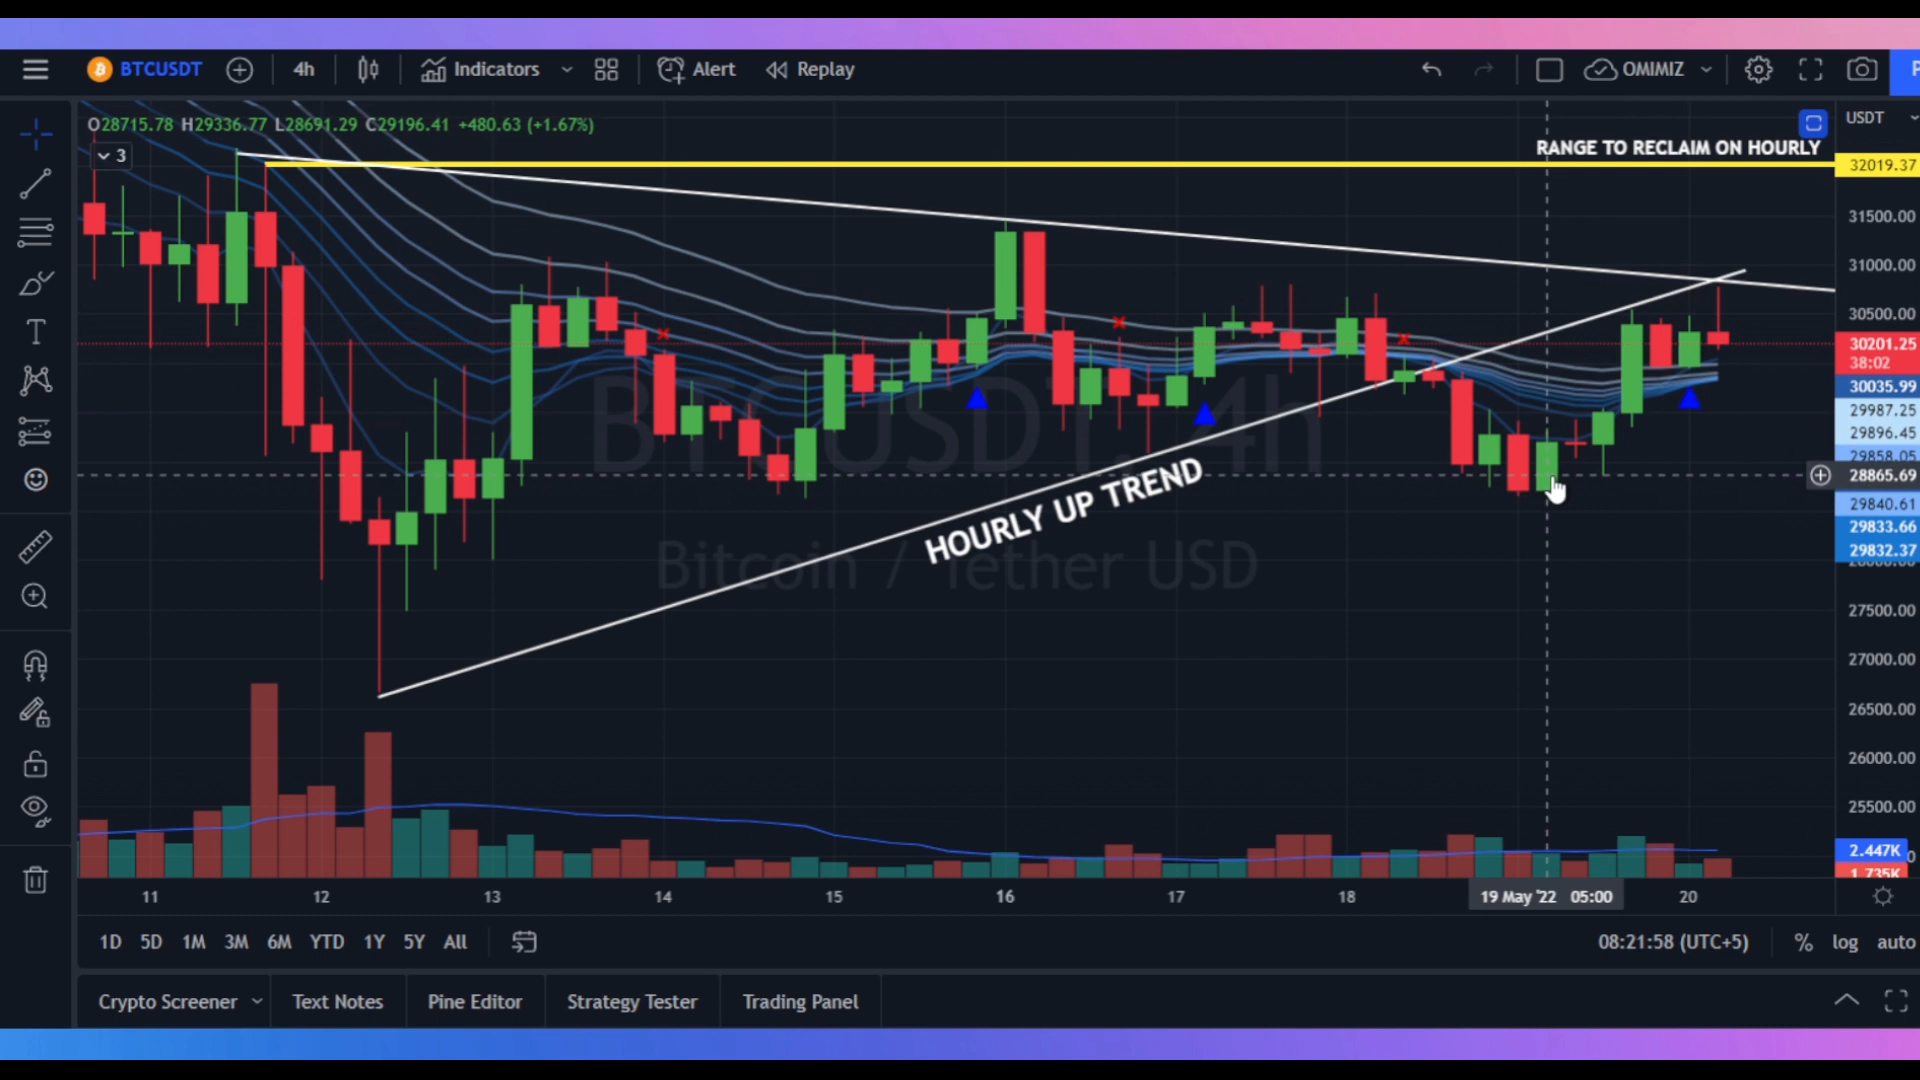 BTCUSDT 4h Indicators Alert Replay OMIMIZ
O28715.78 H29336.77 L28691.29 C29196.41 +480.63 (+1.67%)
3
USDT
RANGE TO RECLAIM ON HOURLY
32019.37
31500.00
31000.00
30500.00
30201.25
38:02
30035.99
29987.25
29896.45
29858.05
28865.69
29840.61
29833.66
29832.37
27500.00
27000.00
26500.00
26000.00
25500.00
2.447K
1.735K
BTCUSDT, 4h
Bitcoin / Tether USD
HOURLY UP TREND
11 12 13 14 15 16 17 18 19 May '22 05:00 20
1D 5D 1M 3M 6M YTD 1Y 5Y All 08:21:58 (UTC+5) % log auto
Crypto Screener Text Notes Pine Editor Strategy Tester Trading Panel